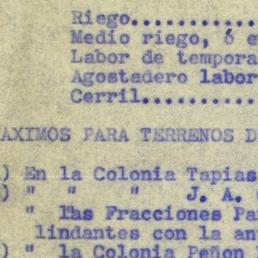 Riego...............
Medio riego, ó e
Labor de tempora
Agostadero labor
Cerril............
AXIMOS PARA TERRENOS D
) En la Colonia Tapias
) " " " J. A.
" las Fracciones Pa
lindantes con la an
) " la Colonia Peñon